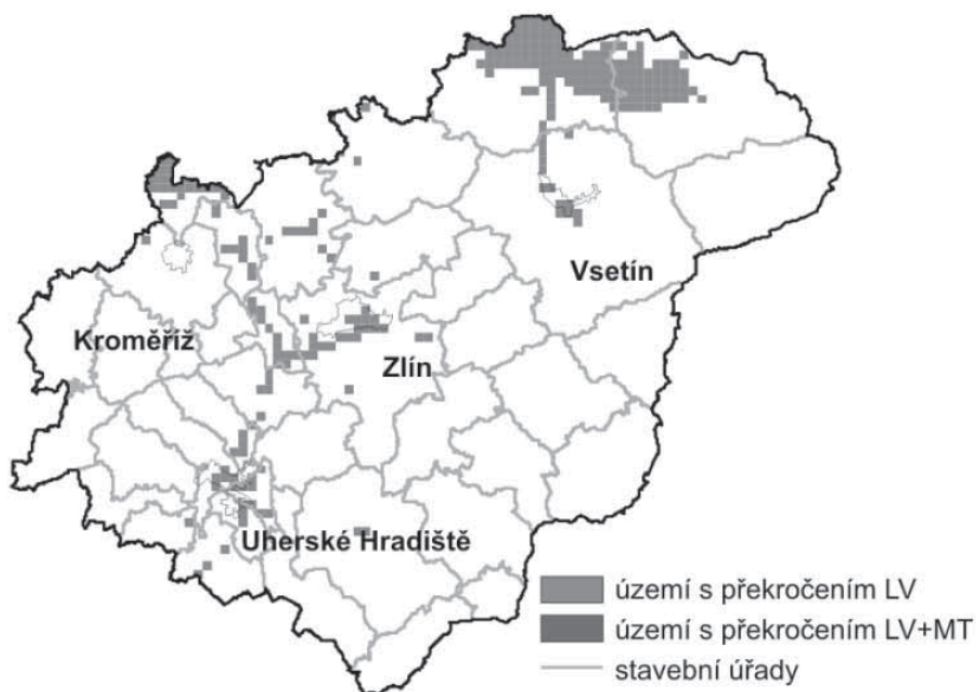 Vsetín
Kroměříž
Zlín
Uherské Hradiště
území s překročením LV
území s překročením LV+MT
stavební úřady